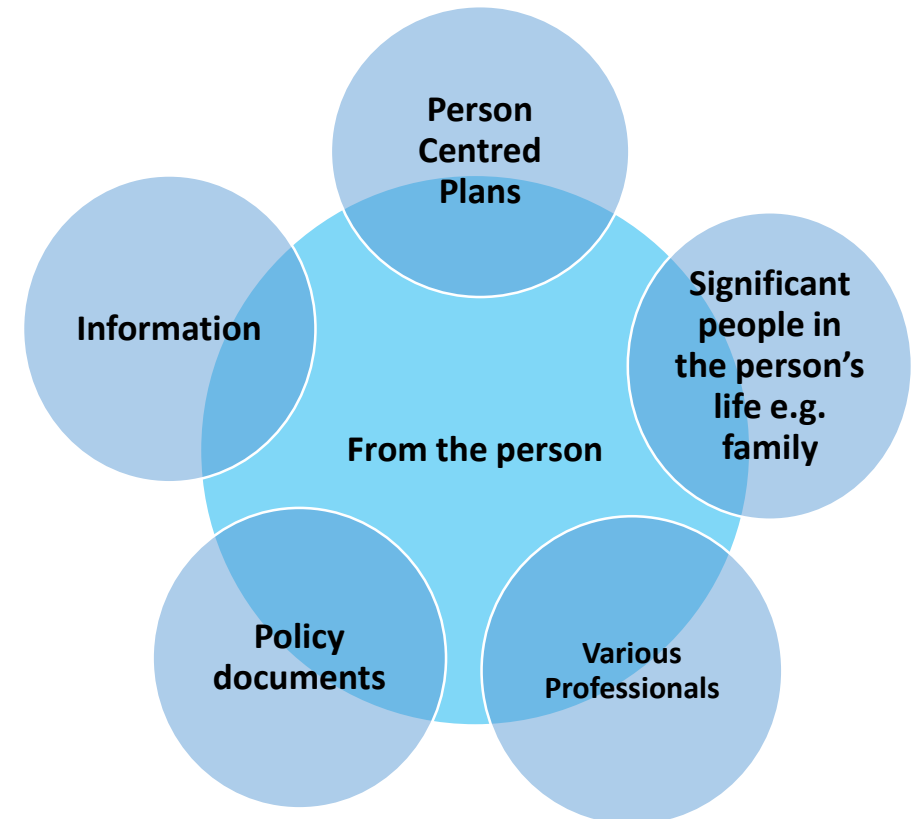 Person
Centred
Plans
Significant
people in
the person’s
life e.g.
family
Information
From the person
Policy
documents
Various
Professionals